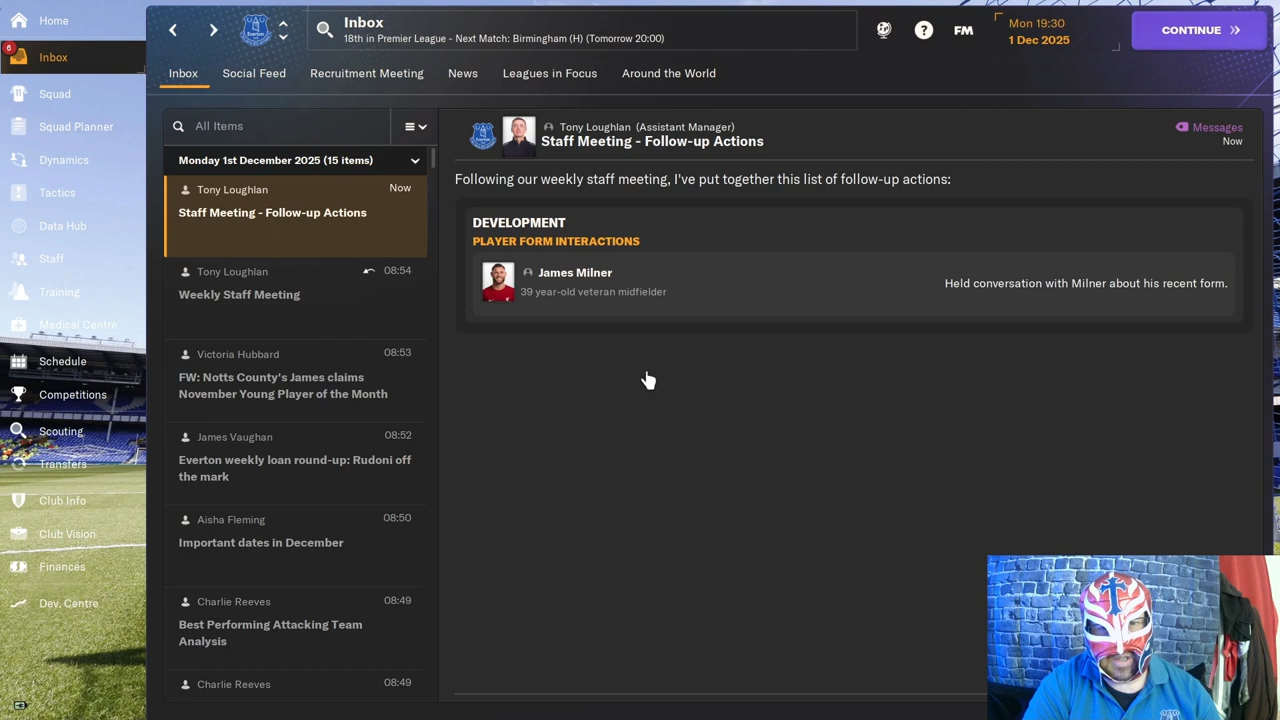 Home
6
Inbox
Squad
Squad Planner
Dynamics
Tactics
Data Hub
Staff
Training
Medical Centre
Schedule
Competitions
Scouting
Transfers
Club Info
Club Vision
Finances
Dev. Centre
Everton
Inbox
18th in Premier League - Next Match: Birmingham (H) (Tomorrow 20:00)
?
FM
Mon 19:30
1 Dec 2025
CONTINUE
Inbox
Social Feed
Recruitment Meeting
News
Leagues in Focus
Around the World
All Items
Monday 1st December 2025 (15 items)
Tony Loughlan
Now
Staff Meeting - Follow-up Actions
Tony Loughlan
08:54
Weekly Staff Meeting
Victoria Hubbard
08:53
FW: Notts County's James claims
November Young Player of the Month
James Vaughan
08:52
Everton weekly loan round-up: Rudoni off
the mark
Aisha Fleming
08:50
Important dates in December
Charlie Reeves
08:49
Best Performing Attacking Team
Analysis
Charlie Reeves
08:49
Tony Loughlan (Assistant Manager)
Staff Meeting - Follow-up Actions
Messages
Now
Following our weekly staff meeting, I've put together this list of follow-up actions:
DEVELOPMENT
PLAYER FORM INTERACTIONS
James Milner
39 year-old veteran midfielder
Held conversation with Milner about his recent form.